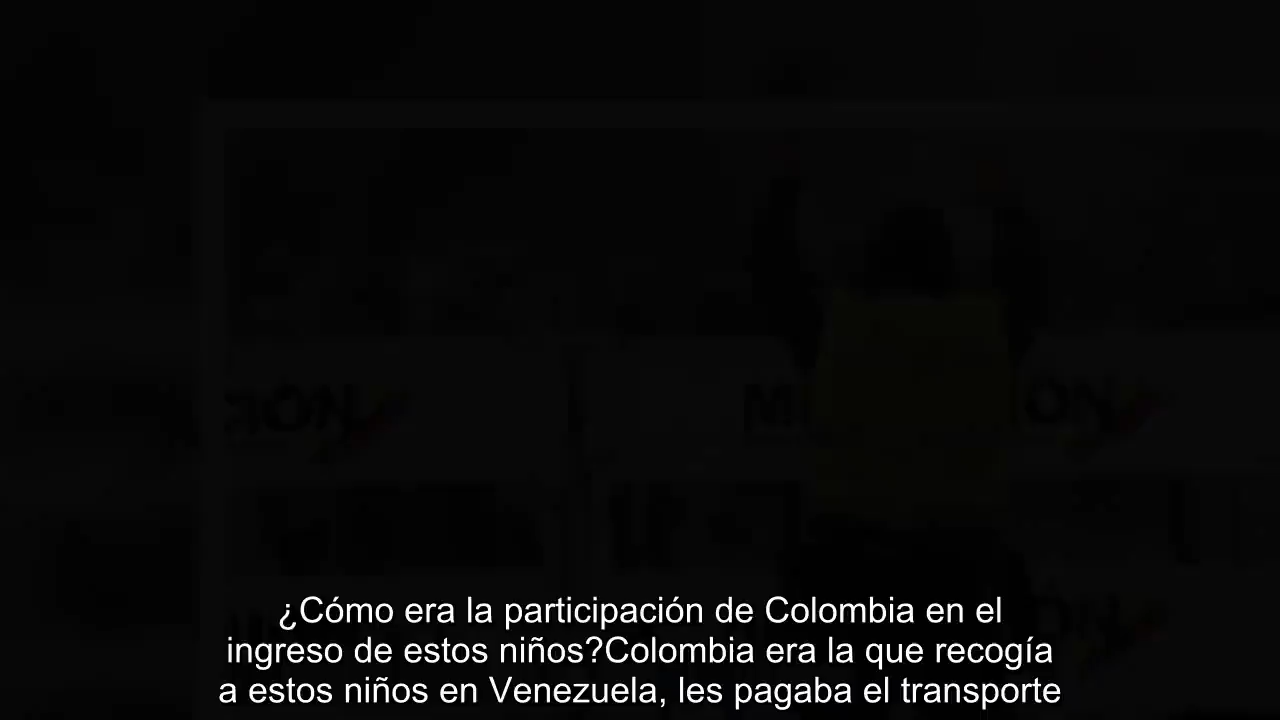 ¿Cómo era la participación de Colombia en el
ingreso de estos niños?Colombia era la que recogía
a estos niños en Venezuela, les pagaba el transporte